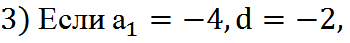 3) Если a₁ = −4, d = −2,